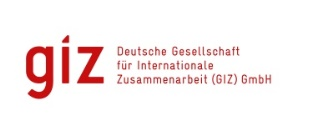 giz
Deutsche Gesellschaft
für Internationale
Zusammenarbeit (GIZ) GmbH